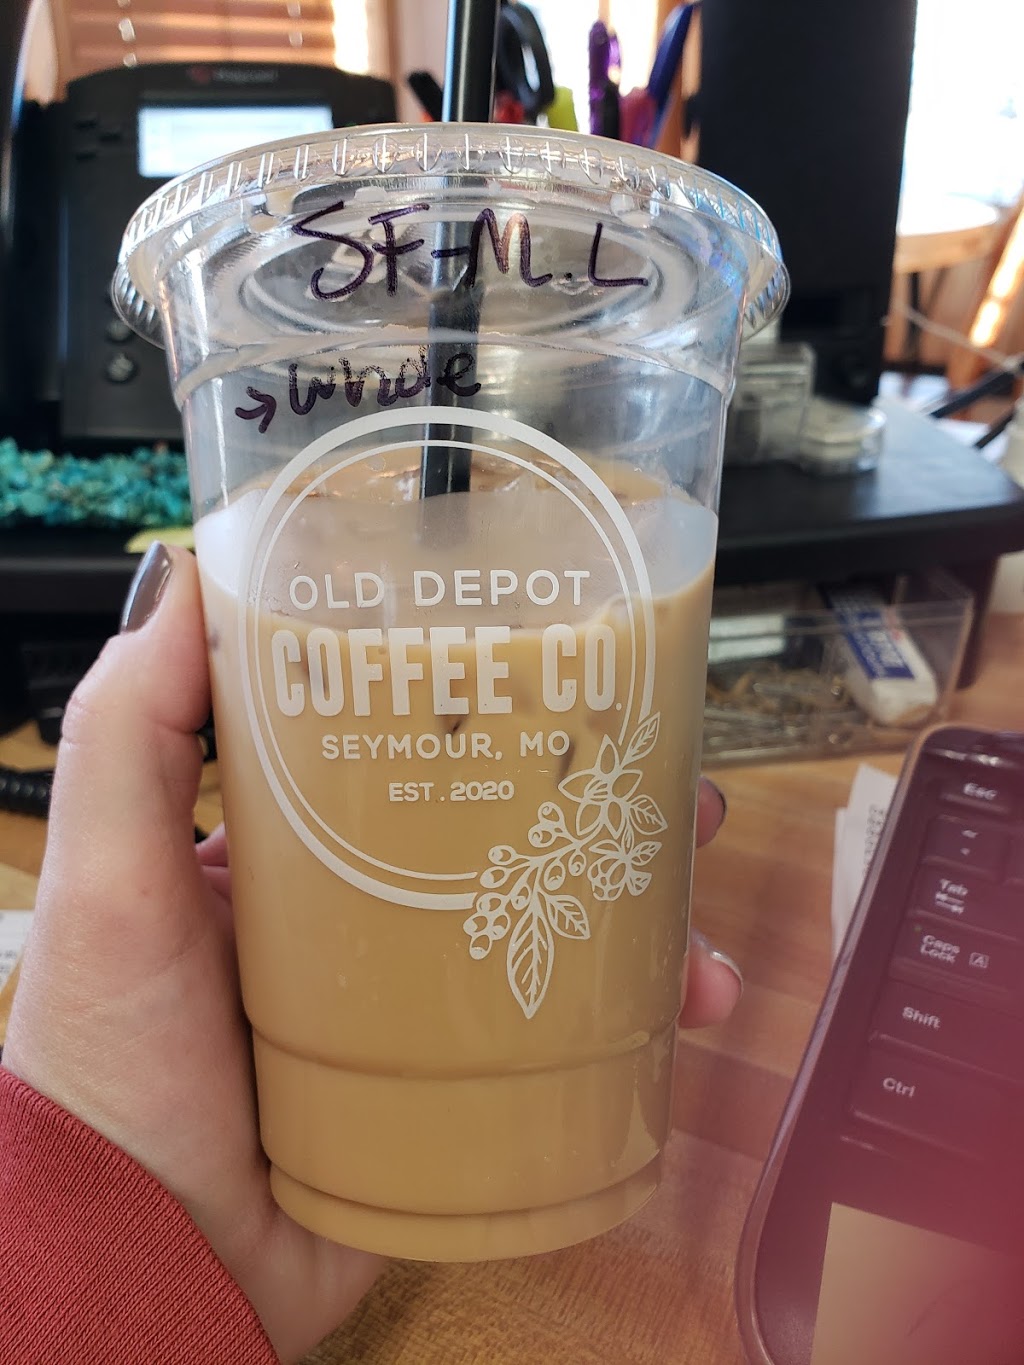 SF-M.L
→ whole
OLD DEPOT
COFFEE CO.
SEYMOUR, MO
EST. 2020
Esc
~
Tab
Caps
Lock A
Shift
Ctrl